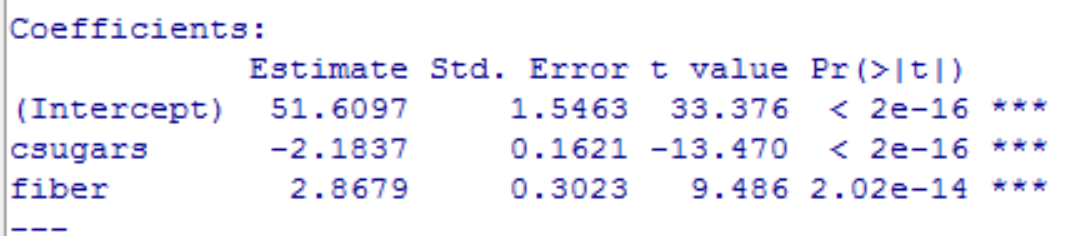 Coefficients:
Estimate Std. Error t value Pr(>|t|)
(Intercept) 51.6097 1.5463 33.376 < 2e-16 ***
csugars -2.1837 0.1621 -13.470 < 2e-16 ***
fiber 2.8679 0.3023 9.486 2.02e-14 ***
---